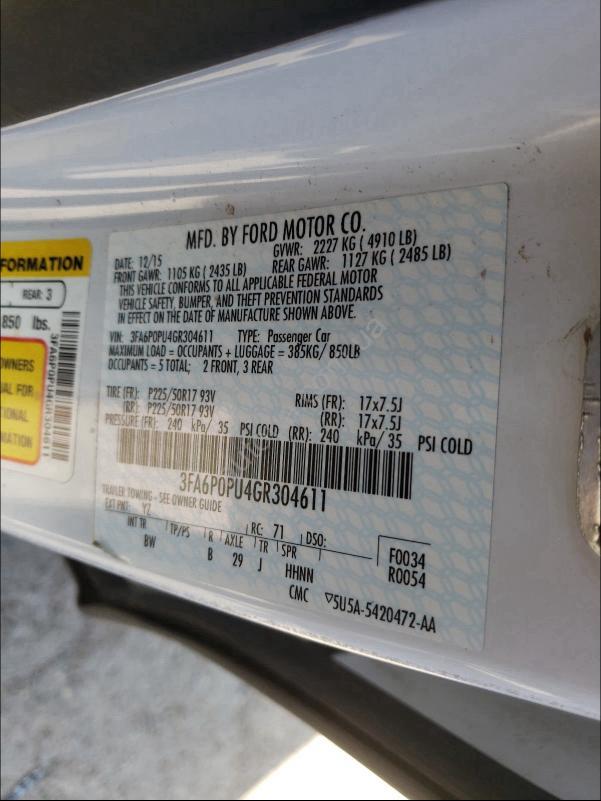 FORMATION
REAR: 3
850 lbs.
OWNERS
UAL FOR
TIONAL
MATION
3FA6P0PU4GR304611
MFD. BY FORD MOTOR CO.
DATE: 12/15 GVWR: 2227 KG ( 4910 LB)
FRONT GAWR: 1105 KG ( 2435 LB) REAR GAWR: 1127 KG ( 2485 LB)
THIS VEHICLE CONFORMS TO ALL APPLICABLE FEDERAL MOTOR
VEHICLE SAFETY, BUMPER, AND THEFT PREVENTION STANDARDS
IN EFFECT ON THE DATE OF MANUFACTURE SHOWN ABOVE.
VIN: 3FA6P0PU4GR304611 TYPE: Passenger Car
MAXIMUM LOAD = OCCUPANTS + LUGGAGE = 385KG/ 850LB
OCCUPANTS = 5 TOTAL; 2 FRONT, 3 REAR
TIRE (FR): P225/50R17 93V RIMS (FR): 17x7.5J
(RR): P225/50R17 93V (RR): 17x7.5J
PRESSURE (FR): 240 kPa/ 35 PSI COLD (RR): 240 kPa/ 35 PSI COLD
3FA6P0PU4GR304611
TRAILER TOWING - SEE OWNER GUIDE
EXT PNT: YZ RC: 71 DSO:
INT TR TP/PS R AXLE TR SPR F0034
BW B 29 J HHNN R0054
CMC ▽5U5A-5420472-AA